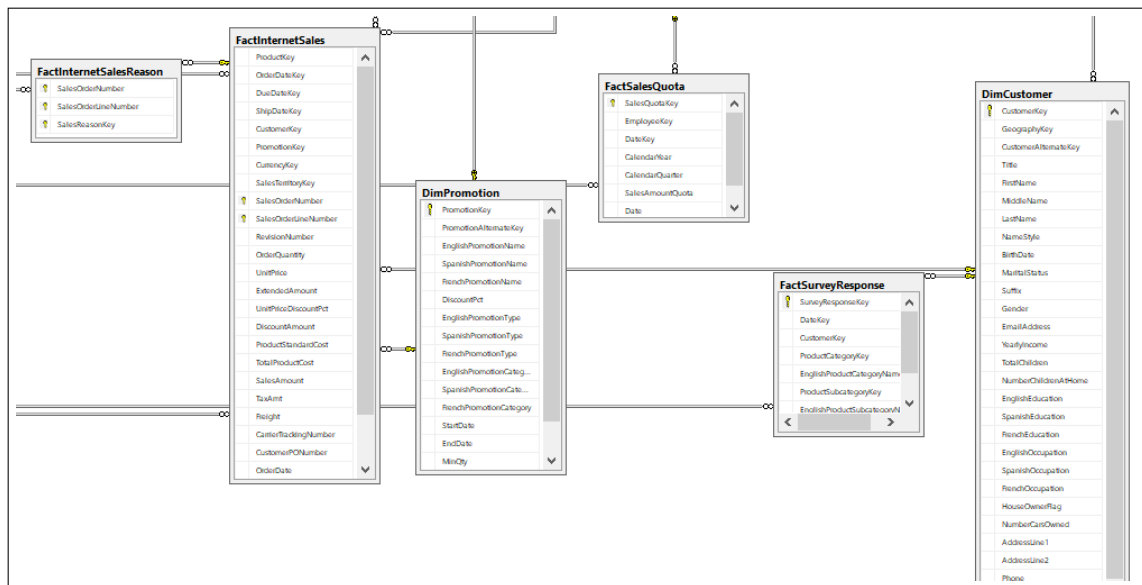 FactInternetSalesReason
SalesOrderNumber
SalesOrderLineNumber
SalesReasonKey
FactInternetSales
ProductKey
OrderDateKey
DueDateKey
ShipDateKey
CustomerKey
PromotionKey
CurrencyKey
SalesTerritoryKey
SalesOrderNumber
SalesOrderLineNumber
RevisionNumber
OrderQuantity
UnitPrice
ExtendedAmount
UnitPriceDiscountPct
DiscountAmount
ProductStandardCost
TotalProductCost
SalesAmount
TaxAmt
Freight
CarrierTrackingNumber
CustomerPONumber
OrderDate
DimPromotion
PromotionKey
PromotionAlternateKey
EnglishPromotionName
SpanishPromotionName
FrenchPromotionName
DiscountPct
EnglishPromotionType
SpanishPromotionType
FrenchPromotionType
EnglishPromotionCateg...
SpanishPromotionCate...
FrenchPromotionCategory
StartDate
EndDate
MinQty
FactSalesQuota
SalesQuotaKey
EmployeeKey
DateKey
CalendarYear
CalendarQuarter
SalesAmountQuota
Date
FactSurveyResponse
SurveyResponseKey
DateKey
CustomerKey
ProductCategoryKey
EnglishProductCategoryName
ProductSubcategoryKey
EnglishProductSubcategoryN
DimCustomer
CustomerKey
GeographyKey
CustomerAlternateKey
Title
FirstName
MiddleName
LastName
NameStyle
BirthDate
MaritalStatus
Suffix
Gender
EmailAddress
YearlyIncome
TotalChildren
NumberChildrenAtHome
EnglishEducation
SpanishEducation
FrenchEducation
EnglishOccupation
SpanishOccupation
FrenchOccupation
HouseOwnerFlag
NumberCarsOwned
AddressLine1
AddressLine2
Phone